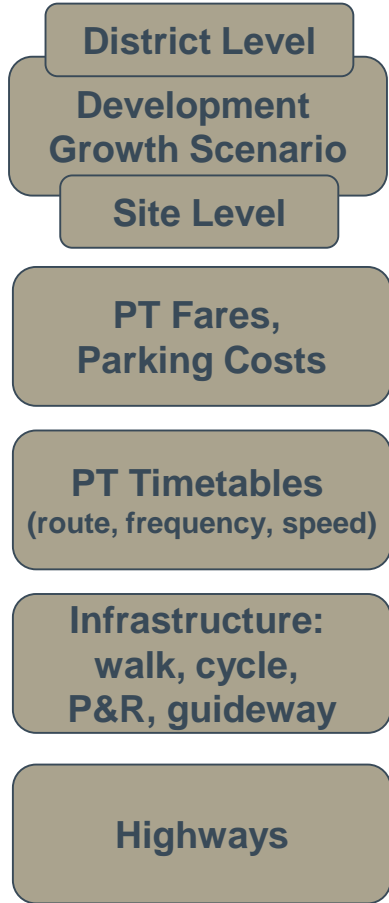 District Level
Development
Growth Scenario
Site Level
PT Fares,
Parking Costs
PT Timetables
(route, frequency, speed)
Infrastructure:
walk, cycle,
P&R, guideway
Highways